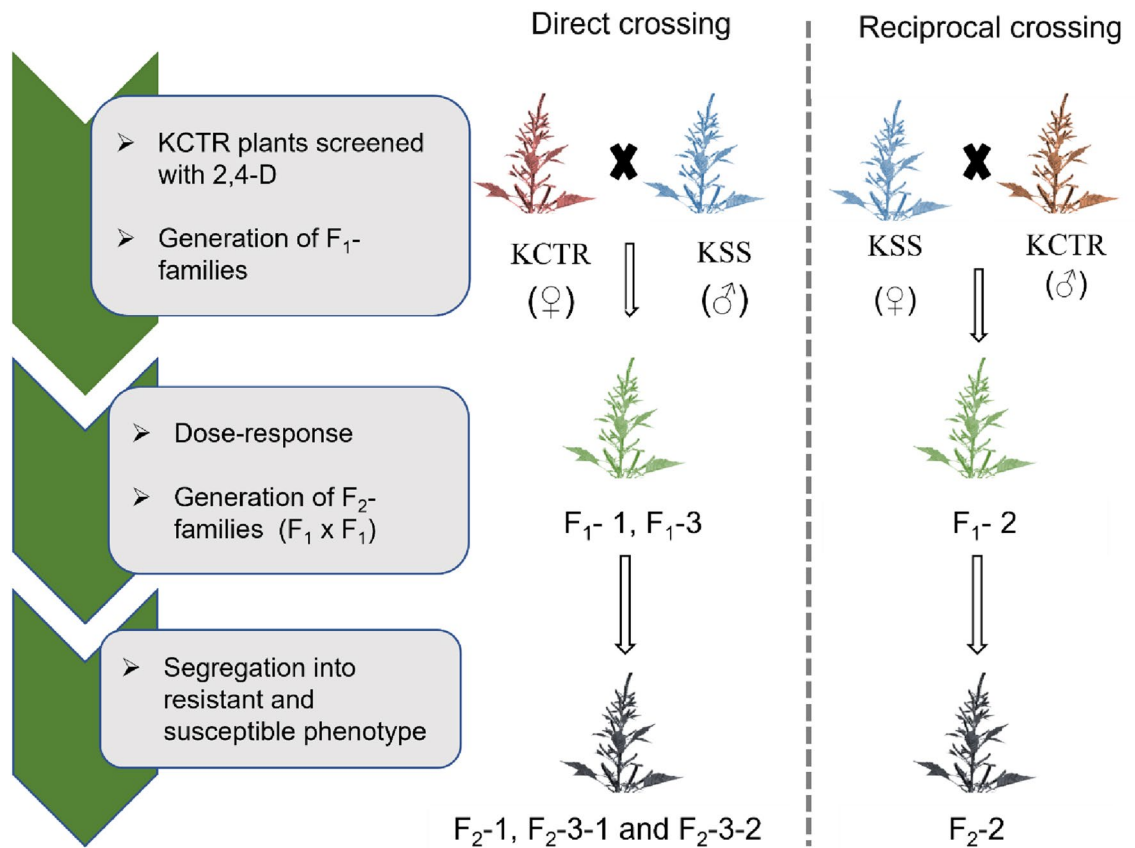 Direct crossing
Reciprocal crossing
➢ KCTR plants screened
with 2,4-D
➢ Generation of F₁-
families
KCTR
(♀)
KSS
(♂)
KSS
(♀)
KCTR
(♂)
➢ Dose-response
➢ Generation of F₂-
families (F₁ x F₁)
F₁- 1, F₁-3
F₁- 2
➢ Segregation into
resistant and
susceptible phenotype
F₂-1, F₂-3-1 and F₂-3-2
F₂-2